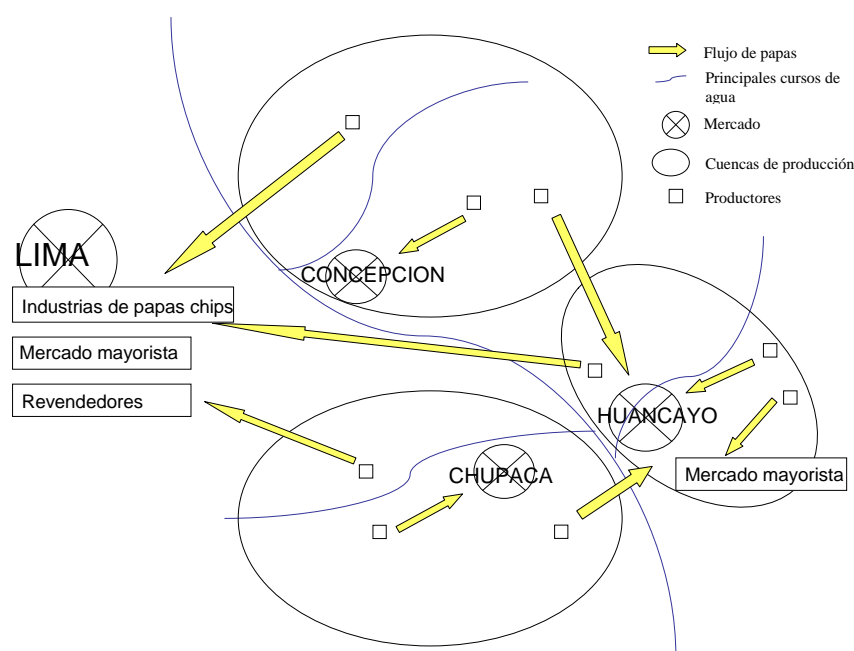 Flujo de papas
Principales cursos de
agua
Mercado
Cuencas de producción
Productores
LIMA
Industrias de papas chips
Mercado mayorista
Revendedores
CONCEPCION
HUANCAYO
Mercado mayorista
CHUPACA